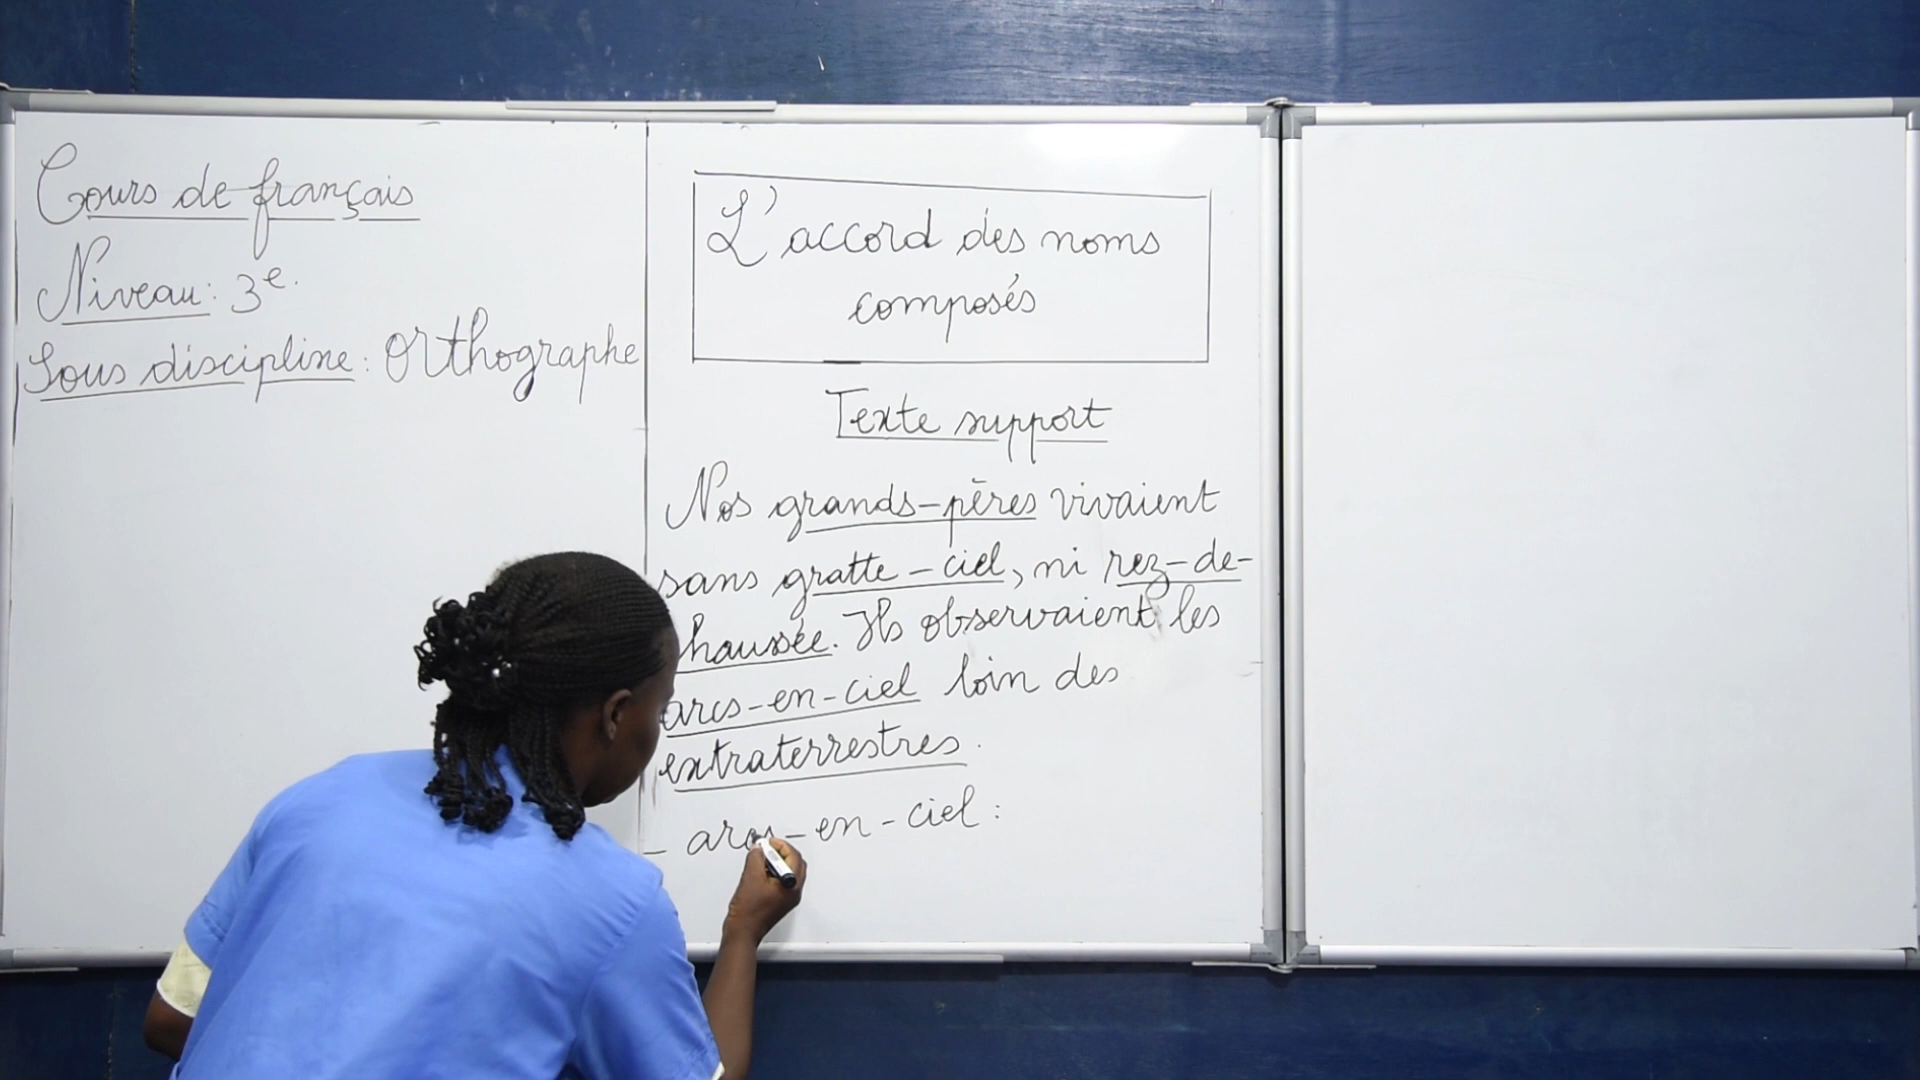 Cours de français
Niveau: 3e.
Sous discipline: Orthographe
L'accord des noms
composés
Texte support
Nos grands-pères vivaient
sans gratte-ciel, ni rez-de-
haussée. Ils observaient les
arcs-en-ciel loin des
extraterrestres.
- arcs-en-ciel: